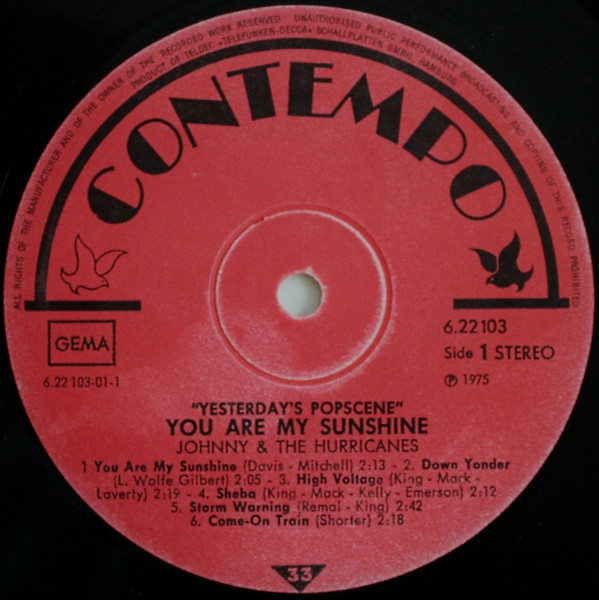 ALL RIGHTS OF THE MANUFACTURER AND OF THE OWNER OF THE RECORDED WORK RESERVED UNAUTHORISED PUBLIC PERFORMANCE BROADCASTING AND COPYING OF THIS RECORD PROHIBITED
PRODUCT OF TELDEC »TELEFUNKEN-DECCA« SCHALLPLATTEN GMBH, HAMBURG
CONTEMPO
GEMA
6.22 103-01-1
6.22103
Side 1 STEREO
℗ 1975
"YESTERDAY'S POPSCENE"
YOU ARE MY SUNSHINE
JOHNNY & THE HURRICANES
1 You Are My Sunshine (Davis - Mitchell) 2:13 - 2. Down Yonder
(L. Wolfe Gilbert) 2:05 - 3. High Voltage (King - Mack -
Laverty) 2:19 - 4. Sheba (King - Mack - Kelly - Emerson) 2:12
5. Storm Warning (Remal - King) 2:42
6. Come-On Train (Shorter) 2:18
33